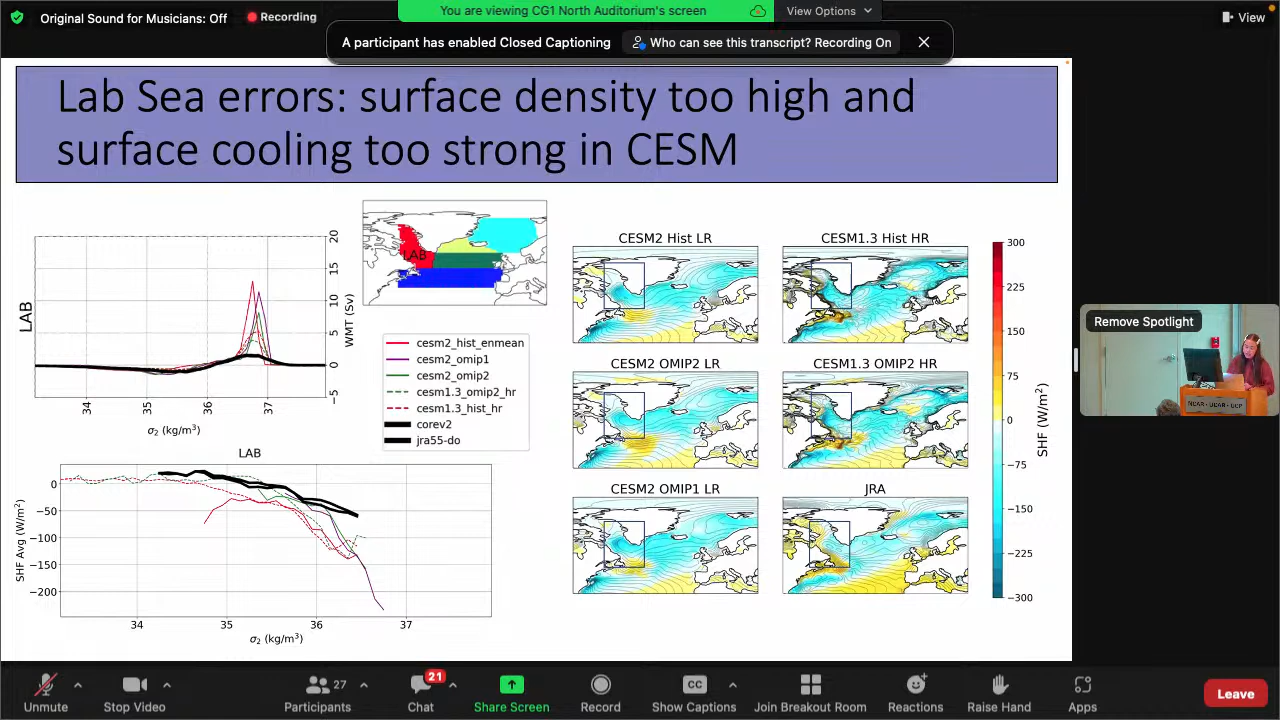 Original Sound for Musicians: Off
Recording
You are viewing CG1 North Auditorium's screen
View Options
View
A participant has enabled Closed Captioning
Who can see this transcript? Recording On
Lab Sea errors: surface density too high and
surface cooling too strong in CESM
LAB
34
35
36
37
σ₂ (kg/m³)
20
15
10
5
0
−5
WMT (Sv)
LAB
cesm2_hist_enmean
cesm2_omip1
cesm2_omip2
cesm1.3_omip2_hr
cesm1.3_hist_hr
corev2
jra55-do
LAB
SHF Avg (W/m²)
0
−50
−100
−150
−200
34
35
36
37
σ₂ (kg/m³)
CESM2 Hist LR
CESM1.3 Hist HR
CESM2 OMIP2 LR
CESM1.3 OMIP2 HR
CESM2 OMIP1 LR
JRA
300
225
150
75
0
−75
−150
−225
−300
SHF (W/m²)
Remove Spotlight
NCAR - UCAR - UCP
Unmute
Stop Video
27
Participants
21
Chat
Share Screen
Record
CC
Show Captions
Join Breakout Room
Reactions
Raise Hand
Apps
Leave